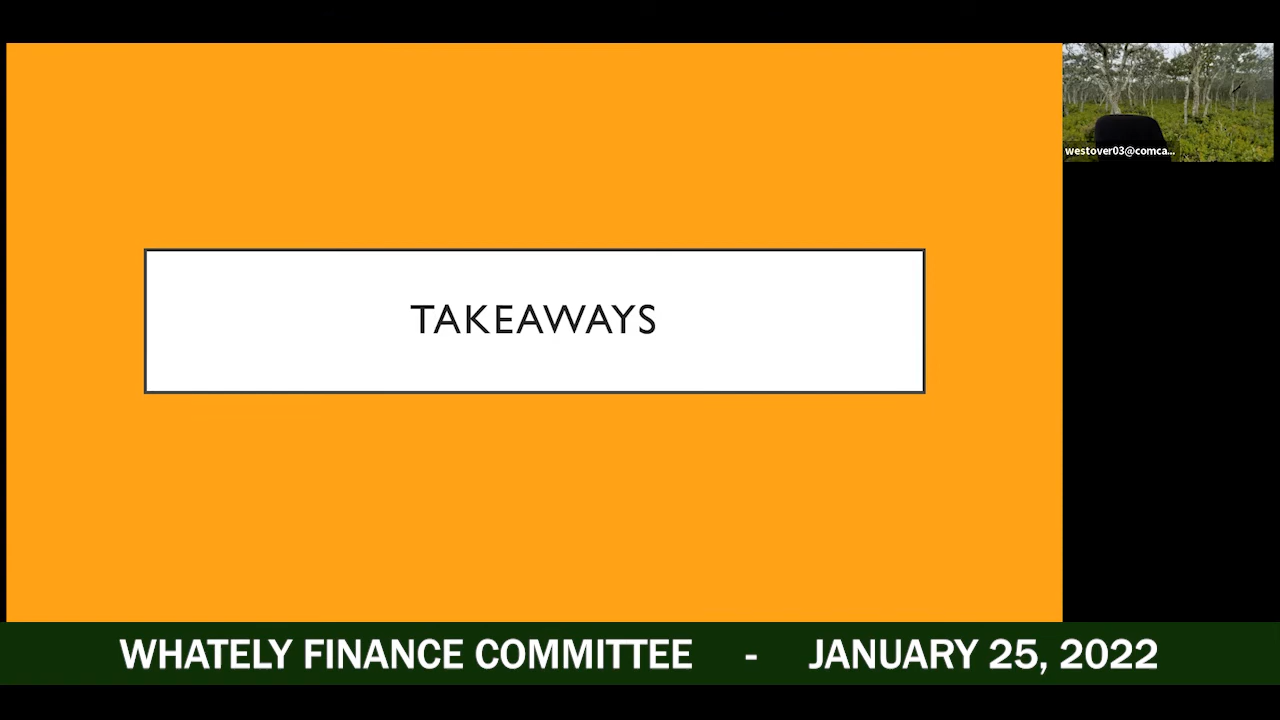 TAKEAWAYS
westover03@comca...
WHATELY FINANCE COMMITTEE - JANUARY 25, 2022